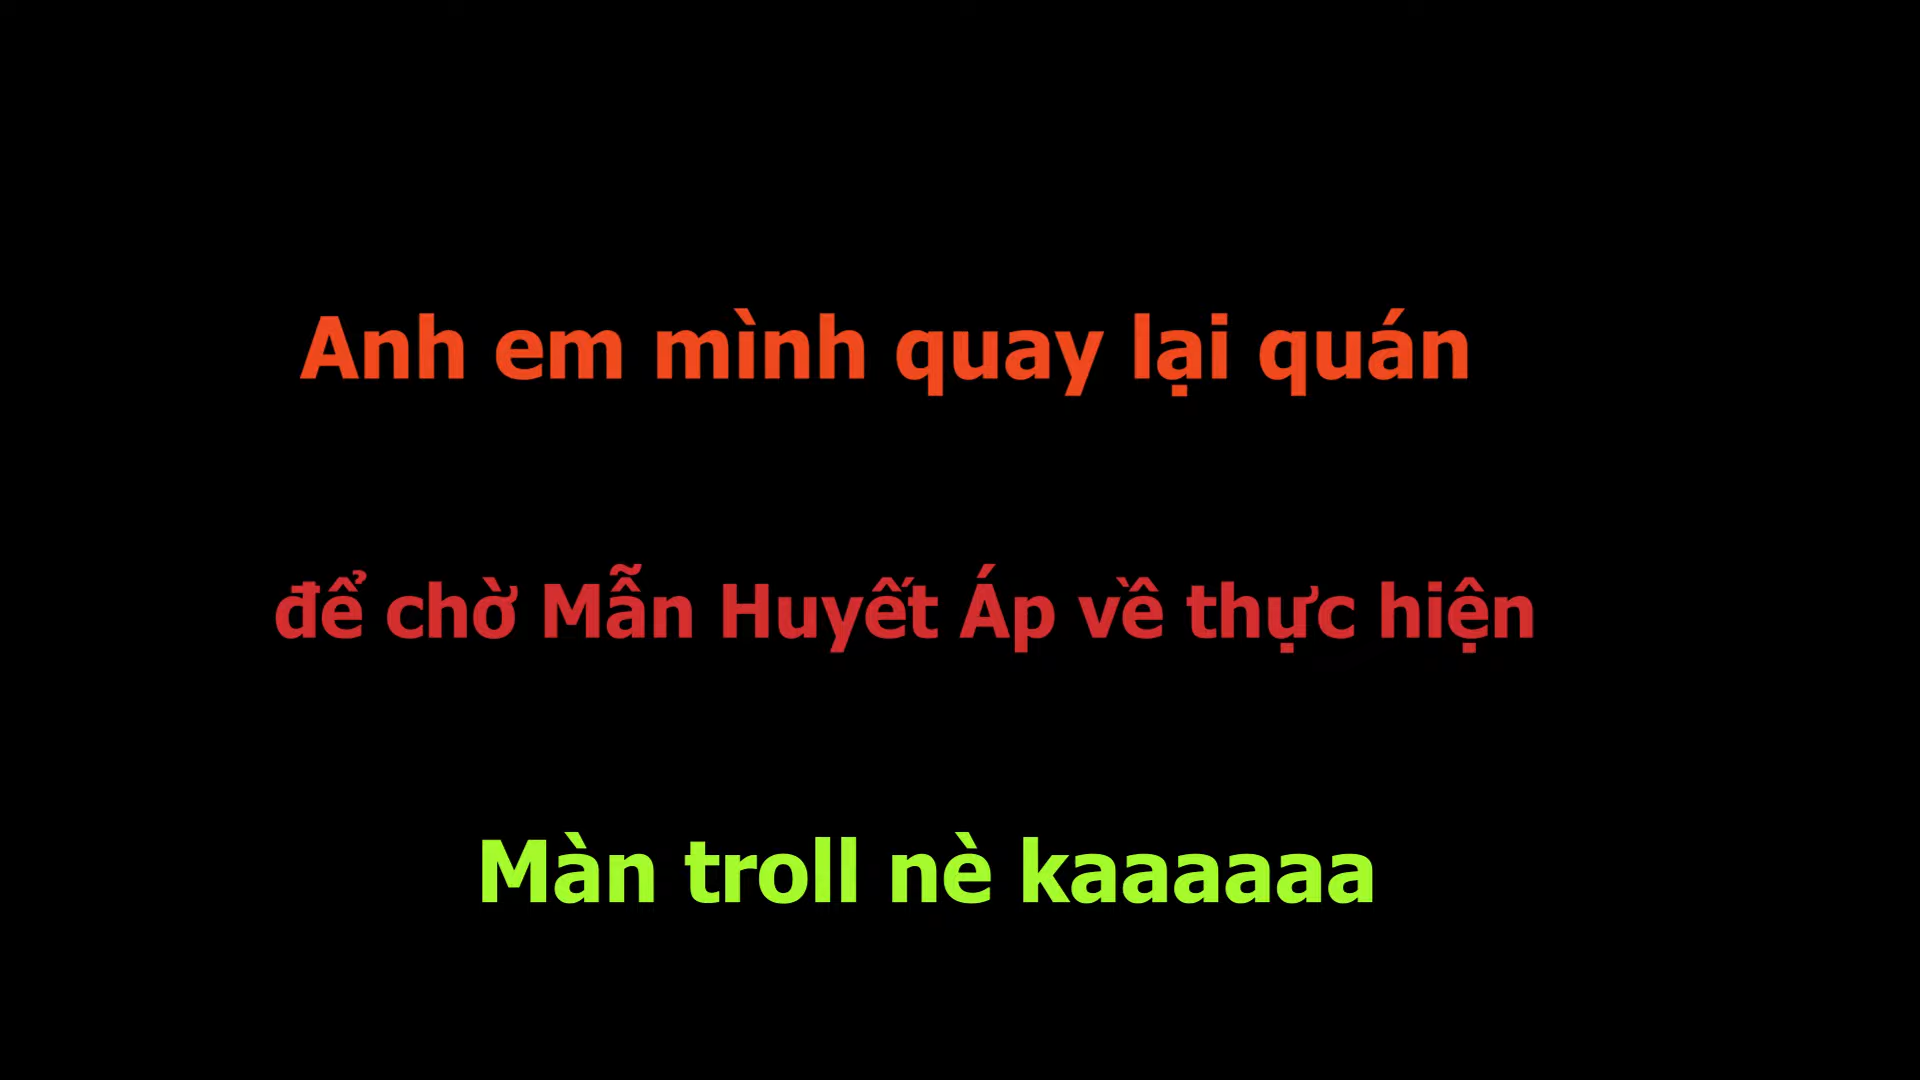 Anh em mình quay lại quán
để chờ Mẫn Huyết Áp về thực hiện
Màn troll nè kaaaaaa